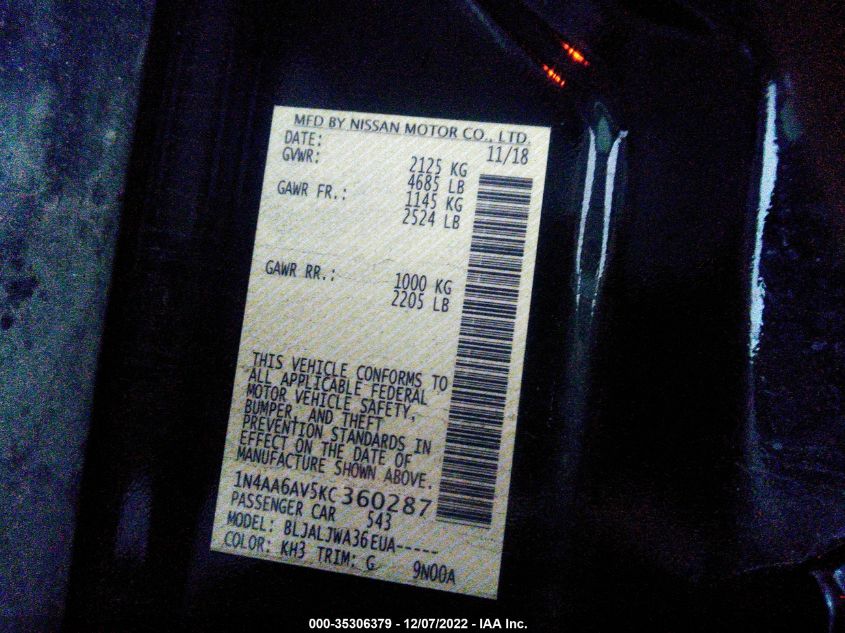 MFD BY NISSAN MOTOR CO., LTD.
DATE: 11/18
GVWR: 2125 KG
4685 LB
GAWR FR.: 1145 KG
2524 LB
GAWR RR.: 1000 KG
2205 LB
THIS VEHICLE CONFORMS TO
ALL APPLICABLE FEDERAL
MOTOR VEHICLE SAFETY,
BUMPER, AND THEFT
PREVENTION STANDARDS IN
EFFECT ON THE DATE OF
MANUFACTURE SHOWN ABOVE.
1N4AA6AV5KC360287
PASSENGER CAR 543
MODEL: BLJALJWA36EUA-----
COLOR: KH3 TRIM: G 9N00A
000-35306379 - 12/07/2022 - IAA Inc.